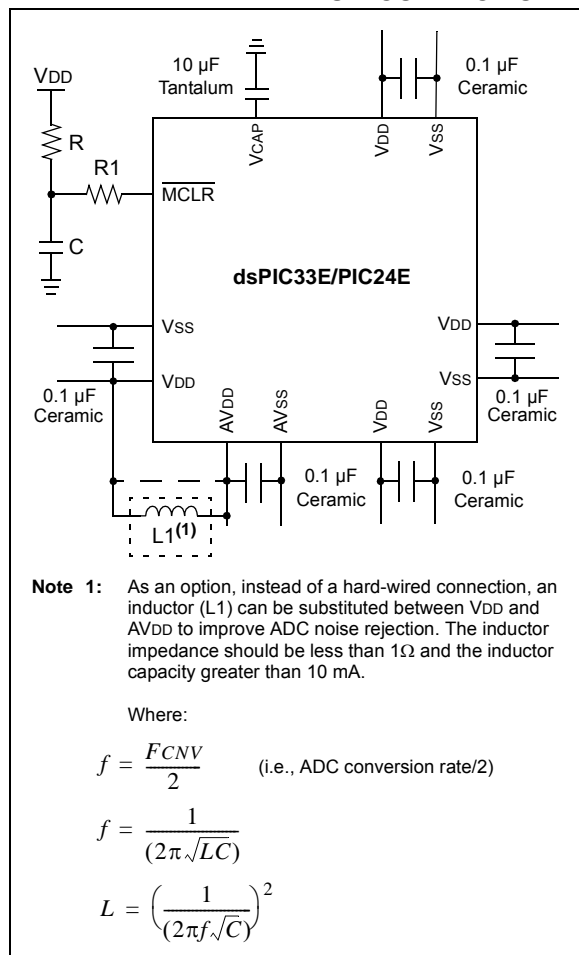 VDD
10 µF
Tantalum
0.1 µF
Ceramic
R
R1
C
VCAP
VDD
VSS
MCLR
dsPIC33E/PIC24E
VSS
VDD
VDD
VSS
0.1 µF
Ceramic
AVDD
AVSS
VDD
VSS
0.1 µF
Ceramic
0.1 µF
Ceramic
0.1 µF
Ceramic
L1(1)
Note 1: As an option, instead of a hard-wired connection, an
inductor (L1) can be substituted between VDD and
AVDD to improve ADC noise rejection. The inductor
impedance should be less than 1Ω and the inductor
capacity greater than 10 mA.
Where:
f = FCNV / 2 (i.e., ADC conversion rate/2)
f = 1 / (2π√LC)
L = (1 / (2πf√C))²